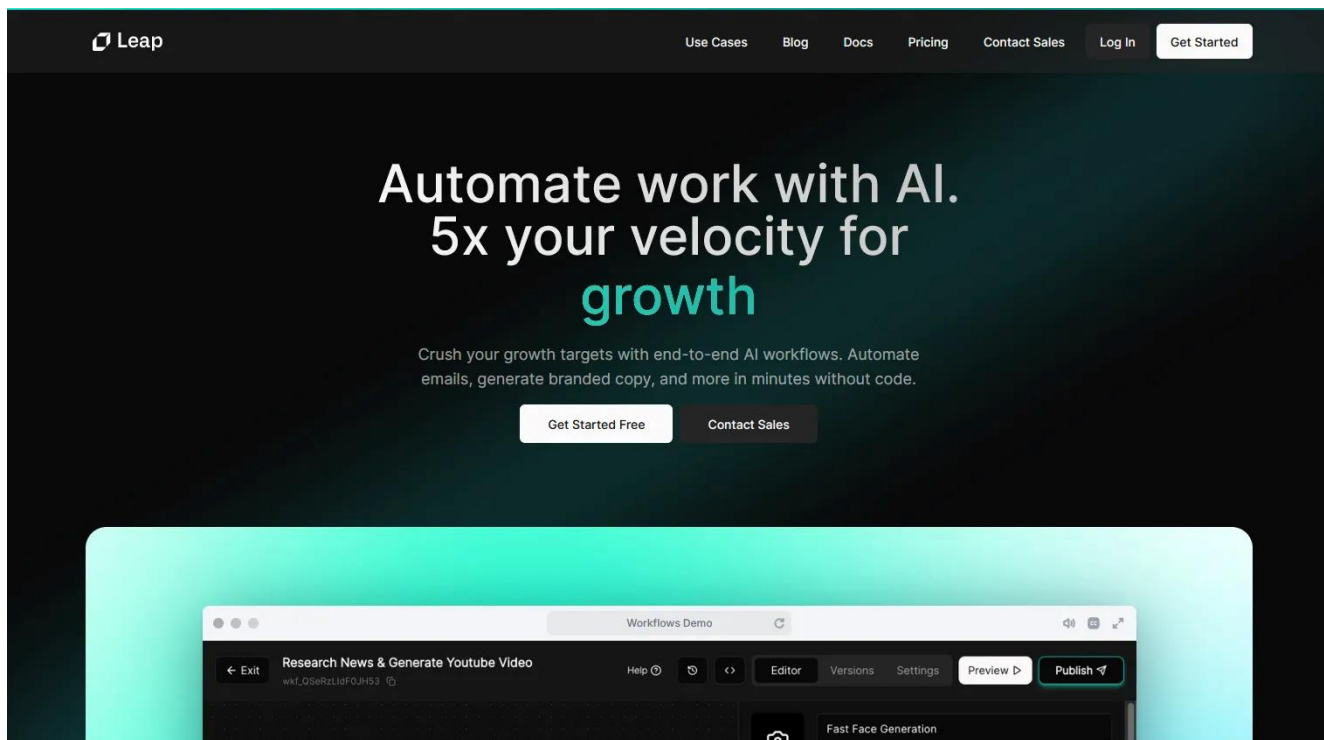 Leap
Use Cases Blog Docs Pricing Contact Sales Log In Get Started
Automate work with AI.
5x your velocity for
growth
Crush your growth targets with end-to-end AI workflows. Automate
emails, generate branded copy, and more in minutes without code.
Get Started Free Contact Sales
Workflows Demo
Exit Research News & Generate Youtube Video Help Editor Versions Settings Preview Publish
wkf_QSeRzLIdF0JH53
Fast Face Generation